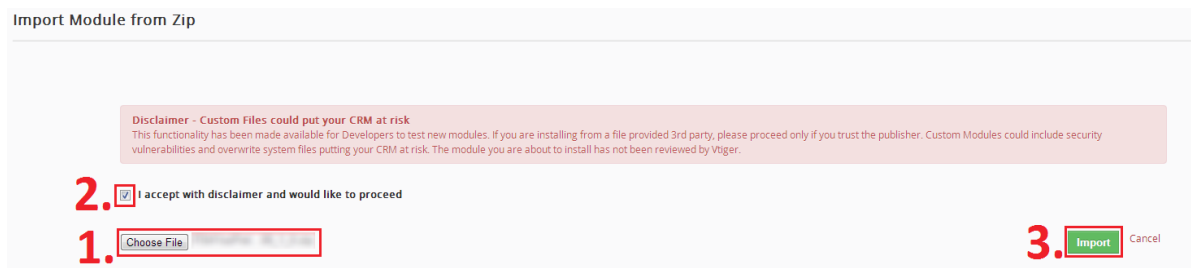 Import Module from Zip
Disclaimer - Custom Files could put your CRM at risk
This functionality has been made available for Developers to test new modules. If you are installing from a file provided 3rd party, please proceed only if you trust the publisher. Custom Modules could include security
vulnerabilities and overwrite system files putting your CRM at risk. The module you are about to install has not been reviewed by Vtiger.
2. I accept with disclaimer and would like to proceed
1. Choose File
3. Import Cancel